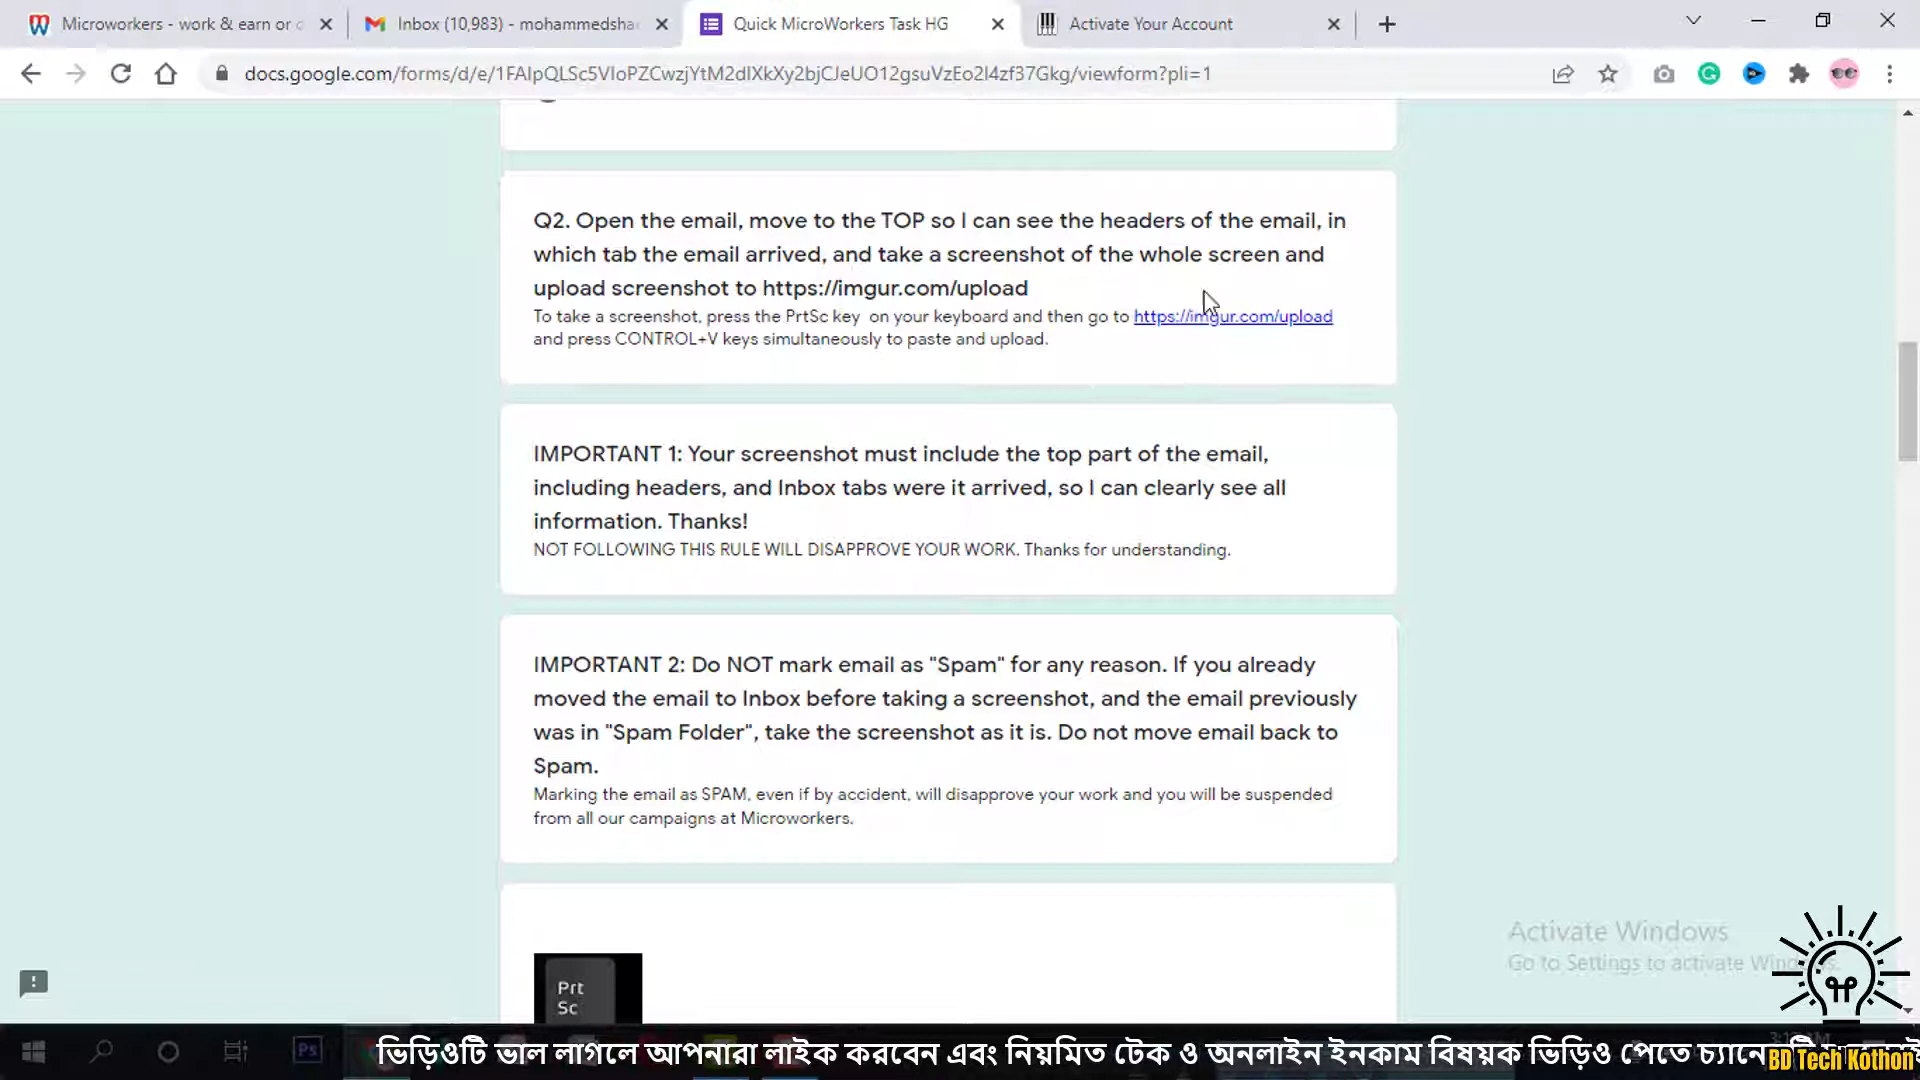 Microworkers - work & earn or
Inbox (10,983) - mohammedsha
Quick MicroWorkers Task HG
Activate Your Account
docs.google.com/forms/d/e/1FAIpQLSc5VIoPZCwzjYtM2dIXkXy2bjCJeUO12gsuVzEo2l4zf37Gkg/viewform?pli=1
Q2. Open the email, move to the TOP so I can see the headers of the email, in
which tab the email arrived, and take a screenshot of the whole screen and
upload screenshot to https://imgur.com/upload
To take a screenshot, press the PrtSc key on your keyboard and then go to https://imgur.com/upload
and press CONTROL+V keys simultaneously to paste and upload.
IMPORTANT 1: Your screenshot must include the top part of the email,
including headers, and Inbox tabs were it arrived, so I can clearly see all
information. Thanks!
NOT FOLLOWING THIS RULE WILL DISAPPROVE YOUR WORK. Thanks for understanding.
IMPORTANT 2: Do NOT mark email as "Spam" for any reason. If you already
moved the email to Inbox before taking a screenshot, and the email previously
was in "Spam Folder", take the screenshot as it is. Do not move email back to
Spam.
Marking the email as SPAM, even if by accident, will disapprove your work and you will be suspended
from all our campaigns at Microworkers.
Prt
Sc
Activate Windows
Go to Settings to activate
Ps
ভিডিওটি ভাল লাগলে আপনারা লাইক করবেন এবং নিয়মিত টেক ও অনলাইন ইনকাম বিষয়ক ভিডিও পেতে
BD Tech Kothon